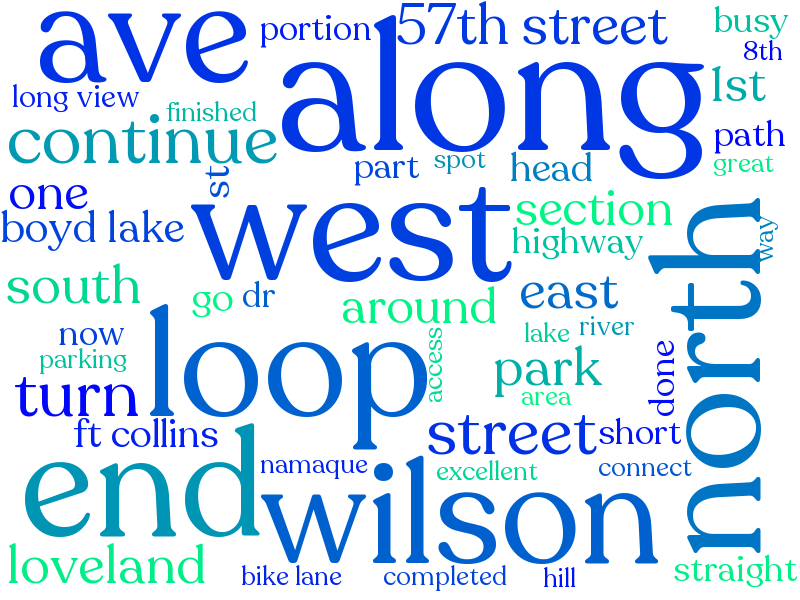 ave
portion
57th street
busy
8th
along
long view
finished
lst
continue
path
part
spot
head
great
st
one
west
section
north
boyd lake
highway
way
south
go
dr
around
east
now
loop
access
lake
river
parking
park
done
turn
area
ft collins
street
short
end
namaque
wilson
excellent
connect
loveland
bike lane
completed
hill
straight